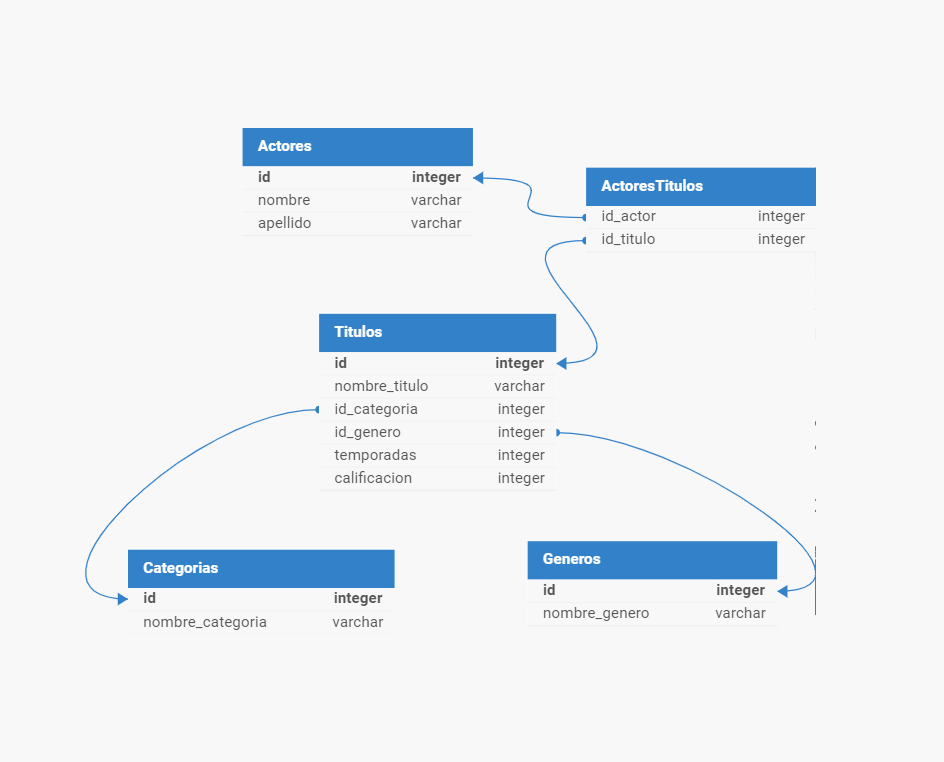 Actores
id integer
nombre varchar
apellido varchar
ActoresTitulos
id_actor integer
id_titulo integer
Titulos
id integer
nombre_titulo varchar
id_categoria integer
id_genero integer
temporadas integer
calificacion integer
Categorias
id integer
nombre_categoria varchar
Generos
id integer
nombre_genero varchar